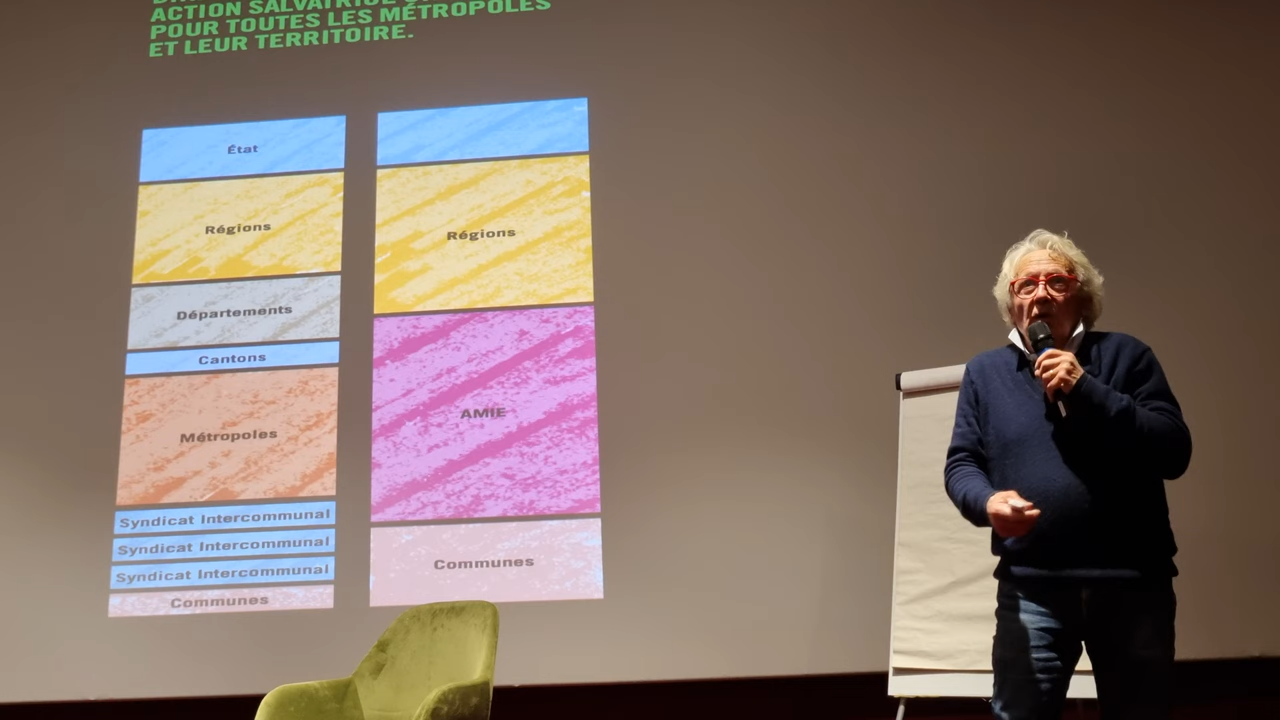 ACTION SALVATRICE
POUR TOUTES LES MÉTROPOLES
ET LEUR TERRITOIRE.
État
Régions
Départements
Cantons
Métropoles
Syndicat Intercommunal
Syndicat Intercommunal
Syndicat Intercommunal
Communes
Régions
AMIE
Communes